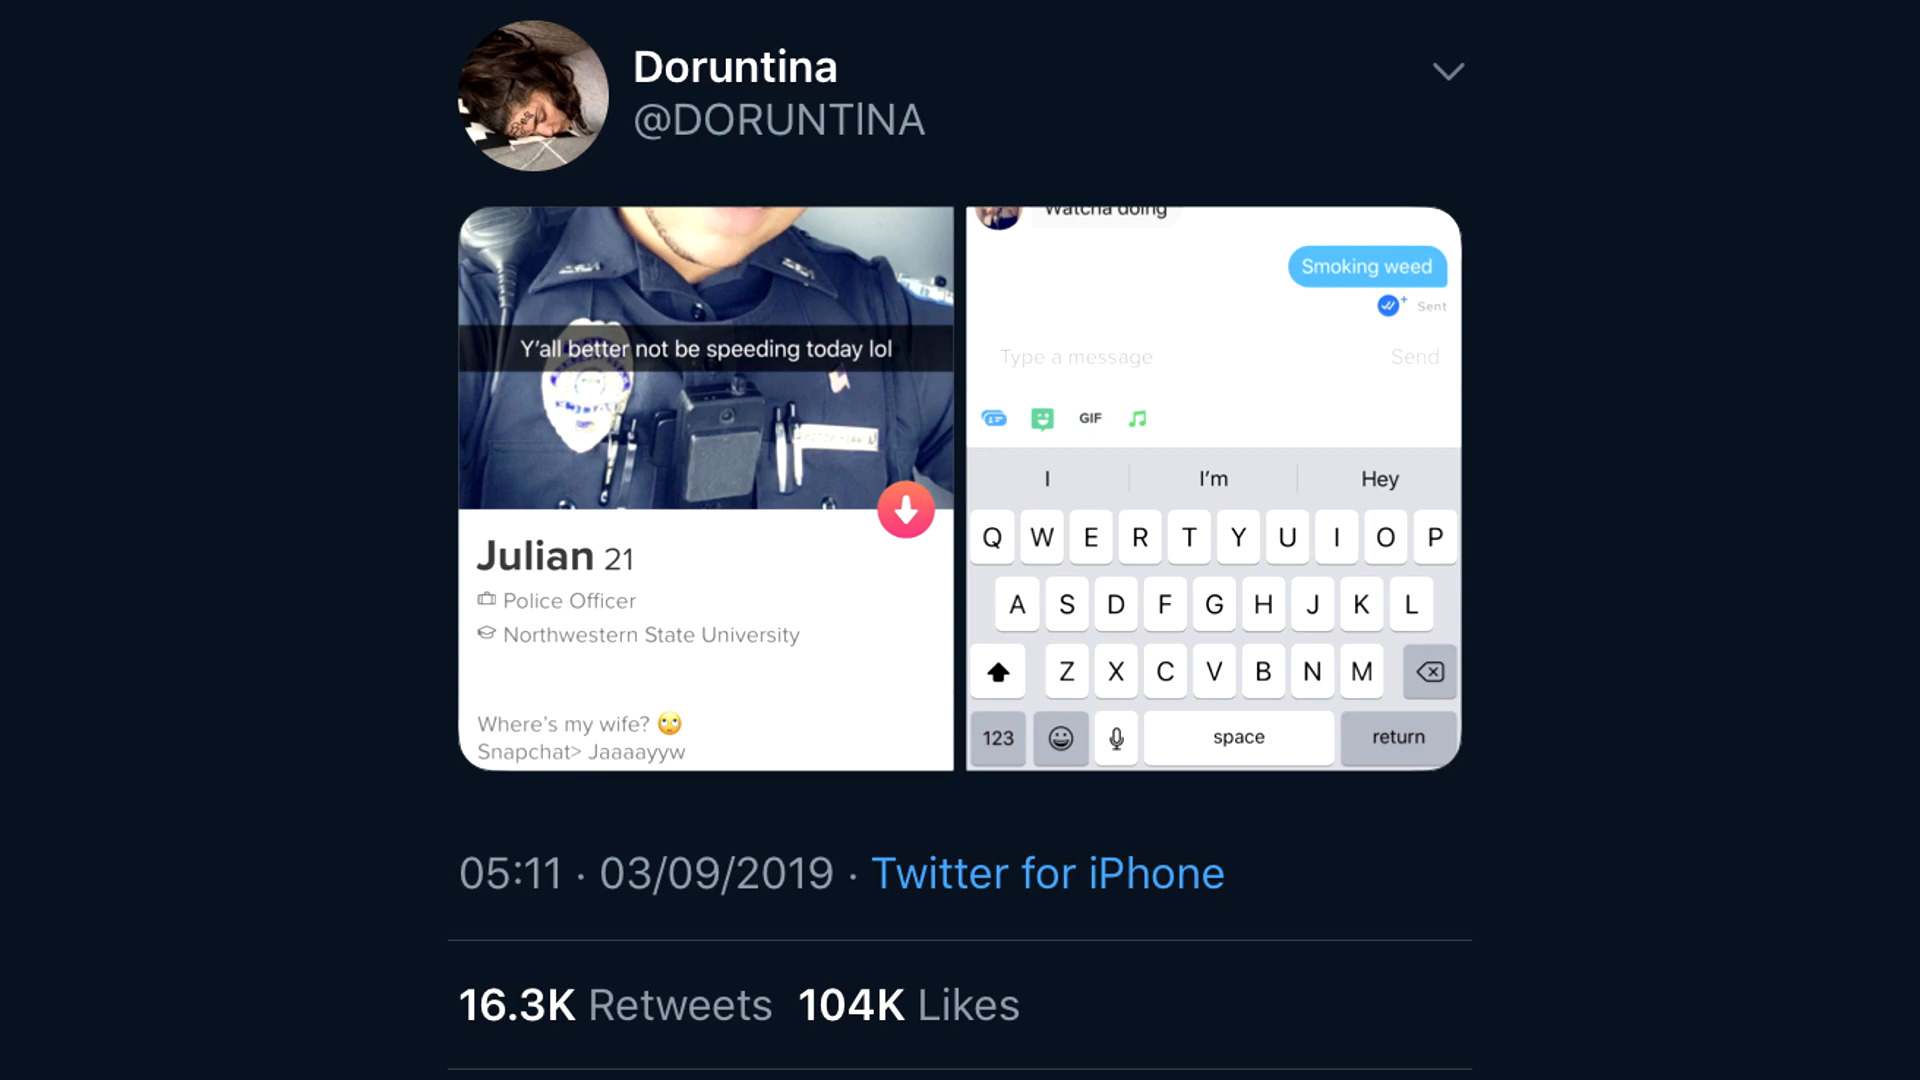 Doruntina
@DORUNTlNA
Y'all better not be speeding today lol
Julian 21
Police Officer
Northwestern State University
Where's my wife? 🙄
Snapchat> Jaaaayyw
Watcha doing
Smoking weed
Sent
Type a message
Send
GIF
I
I'm
Hey
Q W E R T Y U I O P
A S D F G H J K L
Z X C V B N M
123
space
return
05:11 · 03/09/2019 · Twitter for iPhone
16.3K Retweets 104K Likes